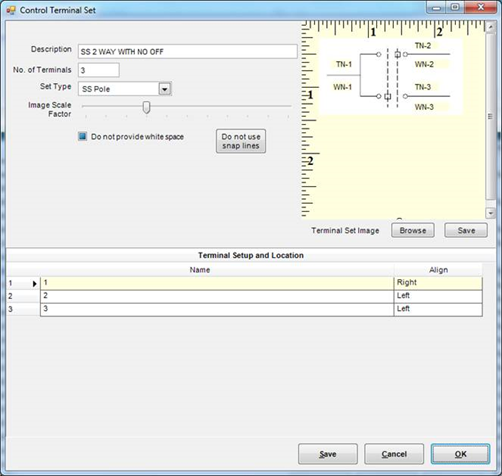 Control Terminal Set
Description SS 2 WAY WITH NO OFF
No. of Terminals 3
Set Type SS Pole
Image Scale
Factor
Do not provide white space
Do not use
snap lines
1 2
1
2
TN-1
WN-1
TN-2
WN-2
TN-3
WN-3
Terminal Set Image Browse Save
Terminal Setup and Location
Name Align
1 1 Right
2 2 Left
3 3 Left
Save Cancel OK